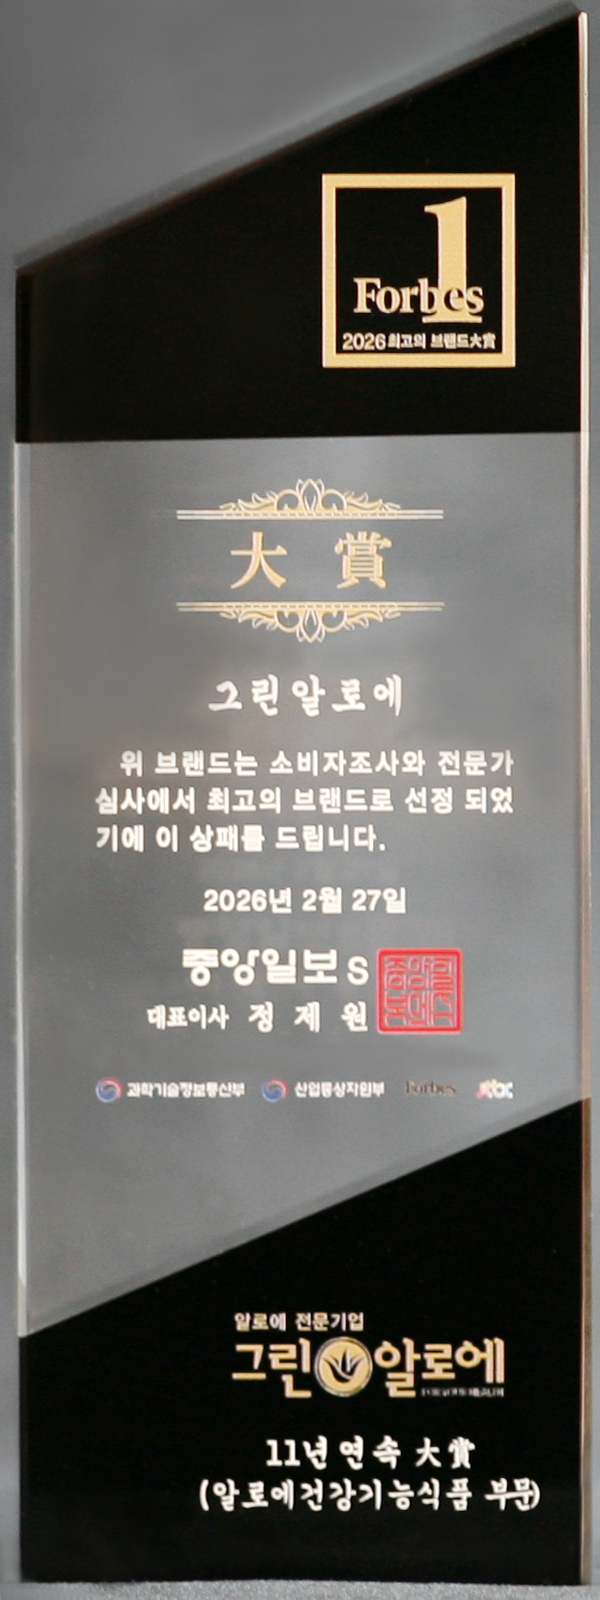 1
Forbes
2026 최고의 브랜드大賞
大賞
그린알로에
위 브랜드는 소비자조사와 전문가
심사에서 최고의 브랜드로 선정 되었
기에 이 상패를 드립니다.
2026년 2월 27일
중앙일보S
대표이사 정 제 원
과학기술정보통신부 산업통상자원부 Forbes jtbc
알로에 전문기업
그린알로에
11년 연속 大賞
(알로에건강기능식품 부문)